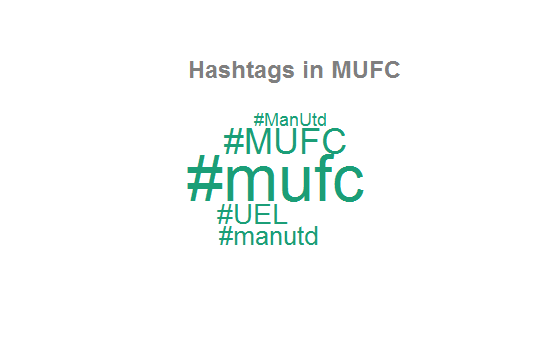 Hashtags in MUFC
#ManUtd
#MUFC
#mufc
#UEL
#manutd